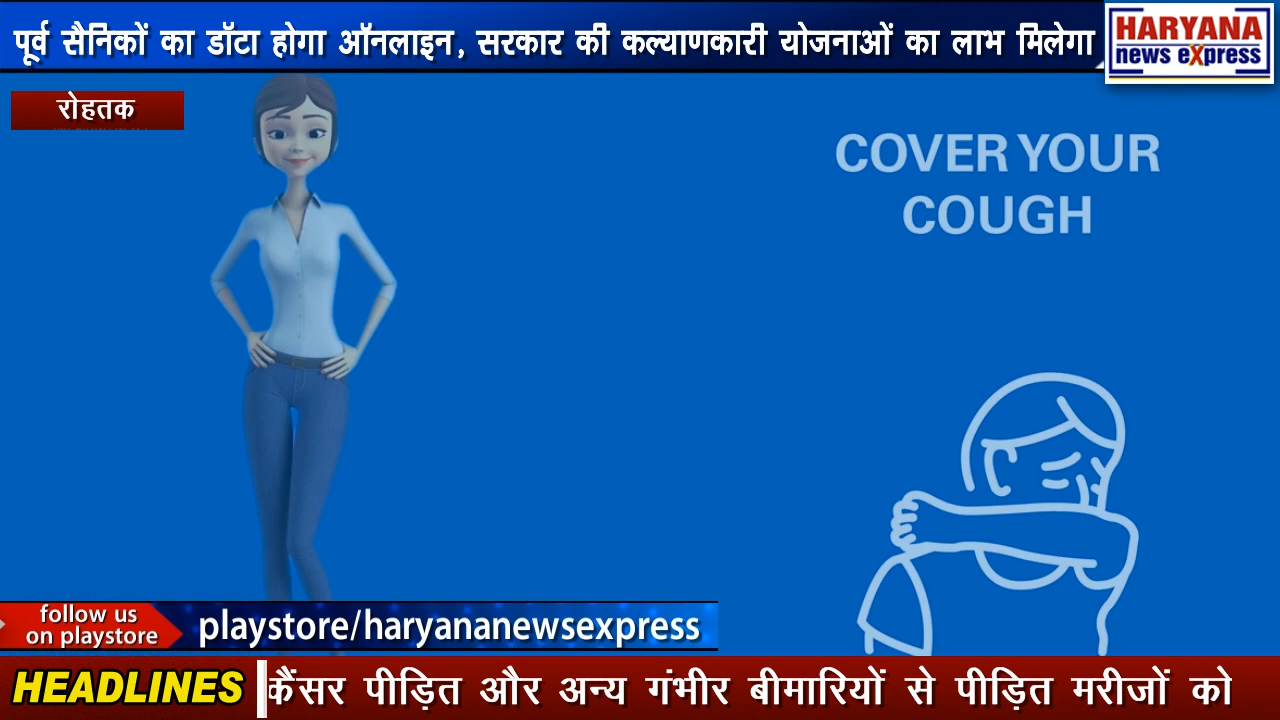 पूर्व सैनिकों का डॉटा होगा ऑनलाइन, सरकार की कल्याणकारी योजनाओं का लाभ मिलेगा
HARYANA
news eXpress
रोहतक
COVER YOUR
COUGH
follow us
on playstore
playstore/haryananewsexpress
HEADLINES
कैंसर पीड़ित और अन्य गंभीर बीमारियों से पीड़ित मरीजों को